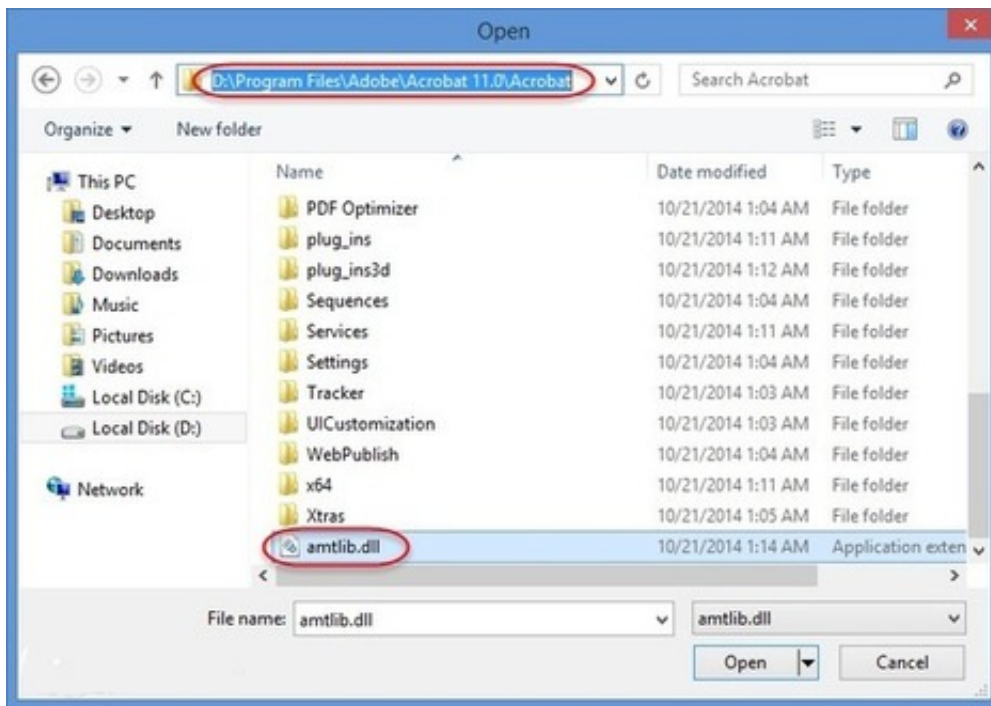 Open
D:\Program Files\Adobe\Acrobat 11.0\Acrobat
Search Acrobat
Organize
New folder
Name Date modified Type
This PC
Desktop
Documents
Downloads
Music
Pictures
Videos
Local Disk (C:)
Local Disk (D:)
Network
PDF Optimizer 10/21/2014 1:04 AM File folder
plug_ins 10/21/2014 1:11 AM File folder
plug_ins3d 10/21/2014 1:12 AM File folder
Sequences 10/21/2014 1:04 AM File folder
Services 10/21/2014 1:11 AM File folder
Settings 10/21/2014 1:04 AM File folder
Tracker 10/21/2014 1:03 AM File folder
UICustomization 10/21/2014 1:03 AM File folder
WebPublish 10/21/2014 1:04 AM File folder
x64 10/21/2014 1:11 AM File folder
Xtras 10/21/2014 1:05 AM File folder
amtlib.dll 10/21/2014 1:14 AM Application exten
File name: amtlib.dll
amtlib.dll
Open
Cancel